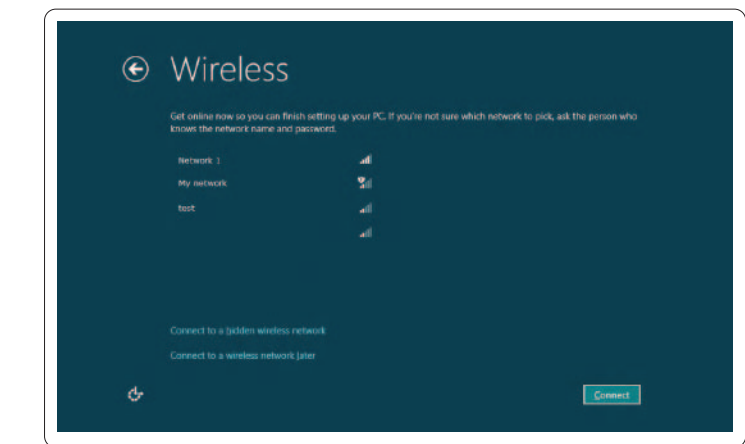 Wireless
Get online now so you can finish setting up your PC. If you're not sure which network to pick, ask the person who
knows the network name and password.
Network 1
My network
test
Connect to a hidden wireless network
Connect to a wireless network later
Connect